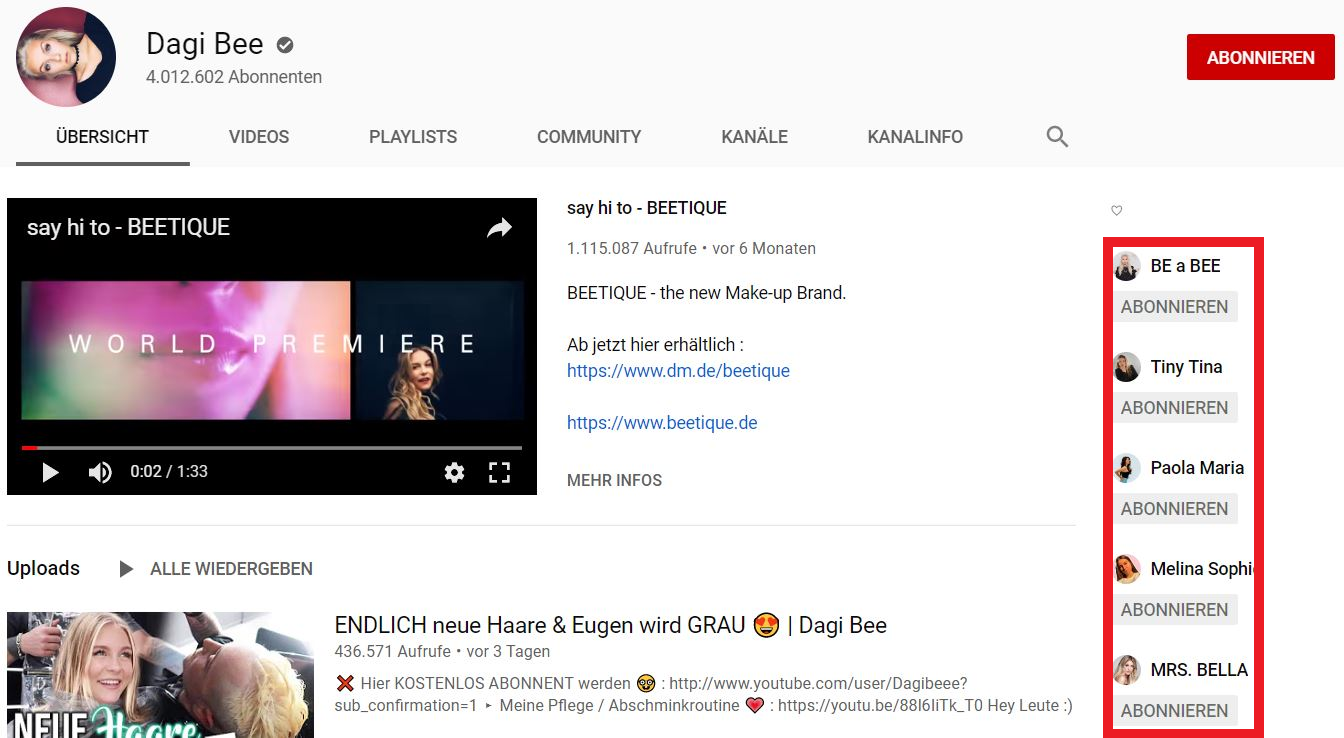 Dagi Bee
4.012.602 Abonnenten
ABONNIEREN
ÜBERSICHT VIDEOS PLAYLISTS COMMUNITY KANÄLE KANALINFO
say hi to - BEETIQUE
WORLD PREMIERE
0:02 / 1:33
say hi to - BEETIQUE
1.115.087 Aufrufe • vor 6 Monaten
BEETIQUE - the new Make-up Brand.
Ab jetzt hier erhältlich :
https://www.dm.de/beetique
https://www.beetique.de
MEHR INFOS
♡
BE a BEE
ABONNIEREN
Tiny Tina
ABONNIEREN
Paola Maria
ABONNIEREN
Melina Sophi
ABONNIEREN
MRS. BELLA
ABONNIEREN
Uploads ALLE WIEDERGEBEN
NEUE Haare
ENDLICH neue Haare & Eugen wird GRAU 😍 | Dagi Bee
436.571 Aufrufe • vor 3 Tagen
❌ Hier KOSTENLOS ABONNENT werden 🤓 : http://www.youtube.com/user/Dagibeee?
sub_confirmation=1 ‣ Meine Pflege / Abschminkroutine 💝 : https://youtu.be/88l6IiTk_T0 Hey Leute :)